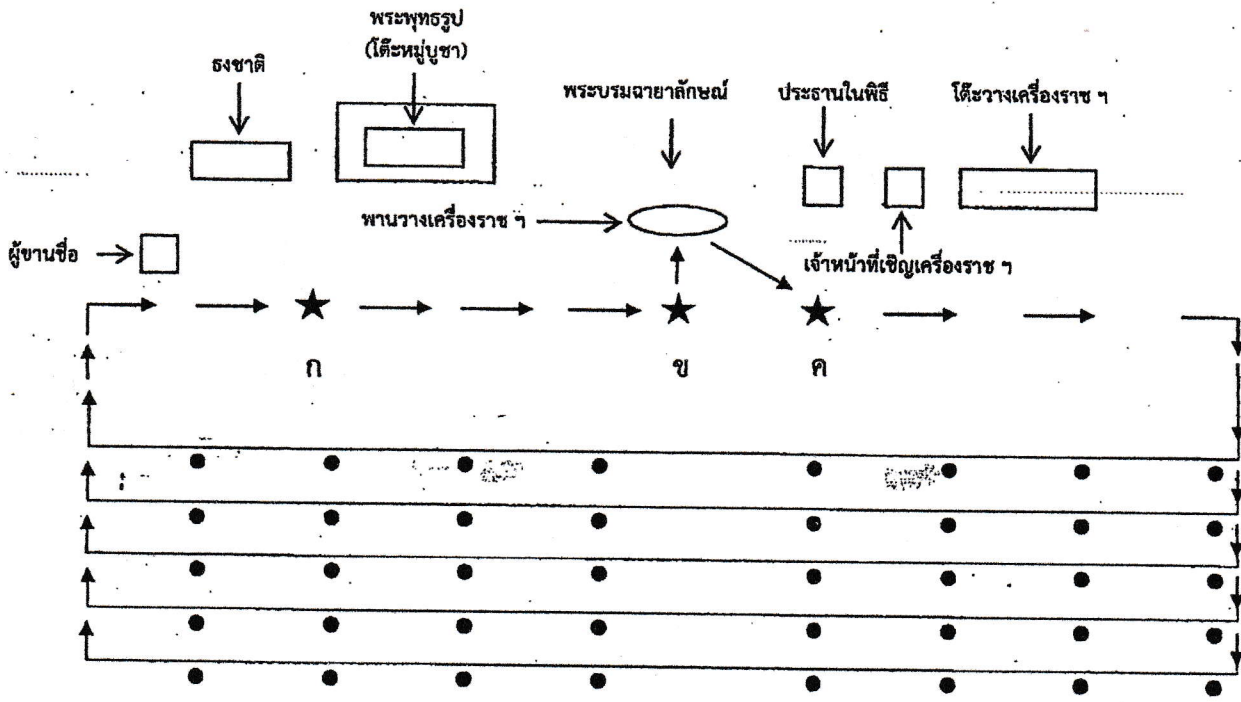 พระพุทธรูป
(โต๊ะหมู่บูชา)
ธงชาติ
พระบรมฉายาลักษณ์
ประธานในพิธี
โต๊ะวางเครื่องราช ฯ
พานวางเครื่องราช ฯ
ผู้ขานชื่อ
เจ้าหน้าที่เชิญเครื่องราช ฯ
ก
ข
ค